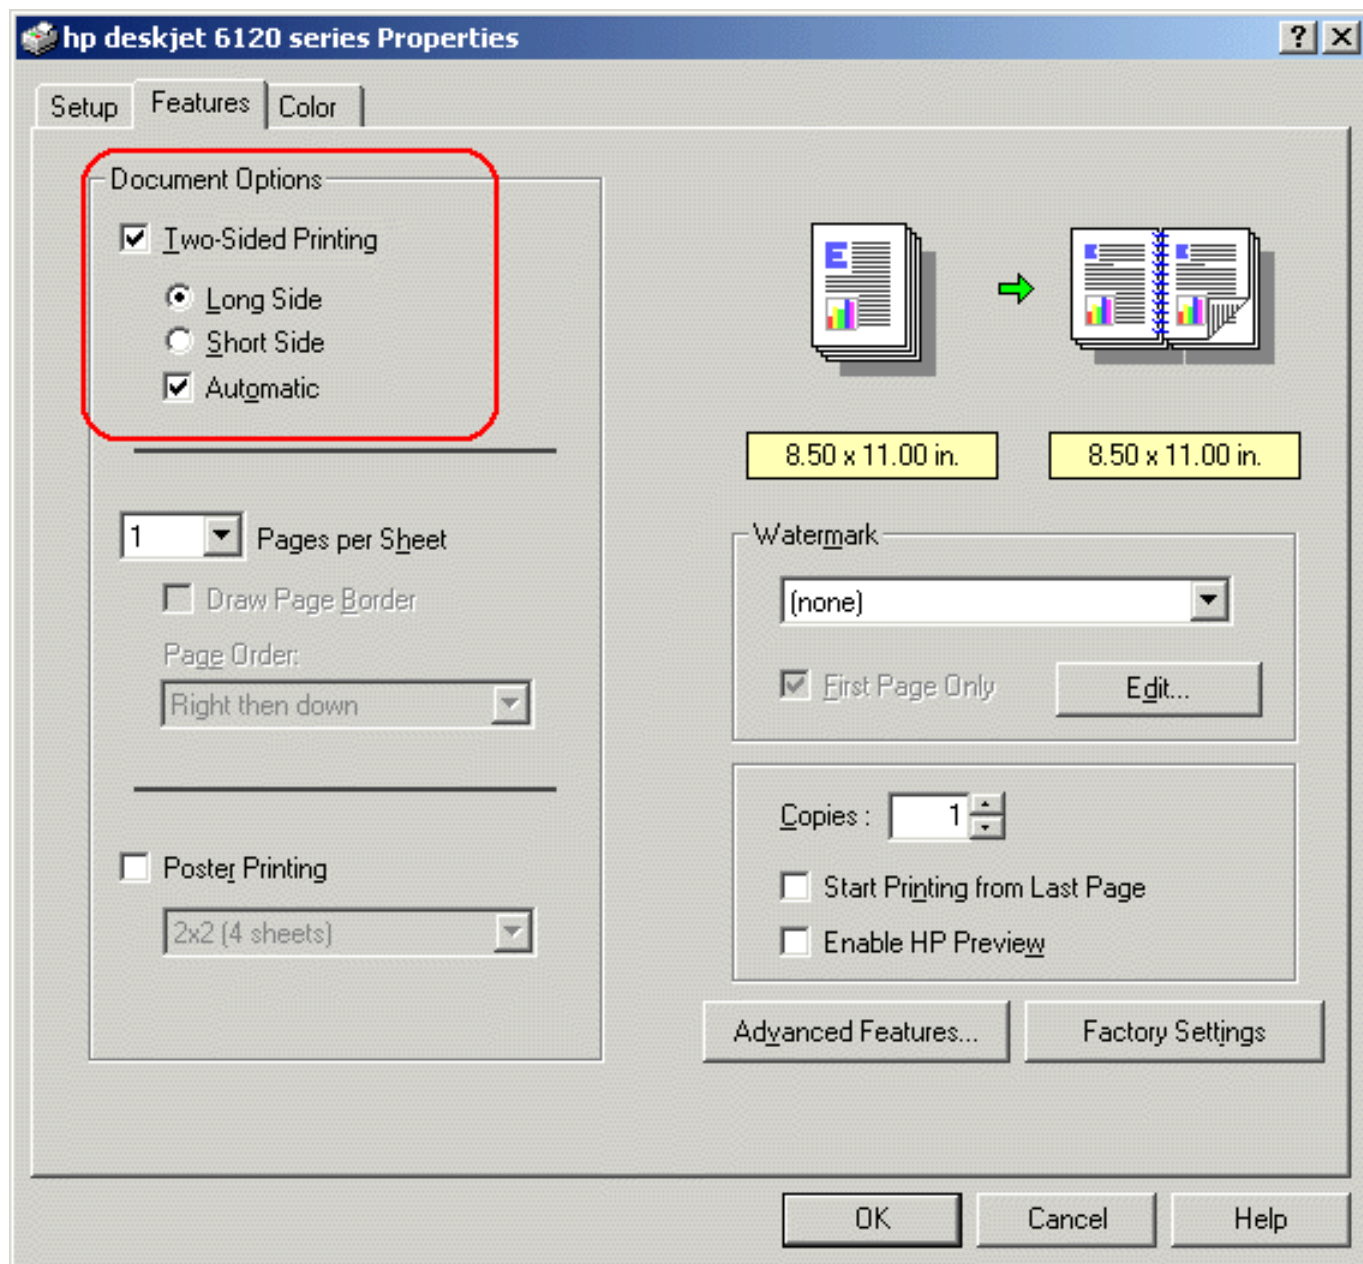 hp deskjet 6120 series Properties
Setup
Features
Color
Document Options
Two-Sided Printing
Long Side
Short Side
Automatic
1
Pages per Sheet
Draw Page Border
Page Order:
Right then down
Poster Printing
2x2 (4 sheets)
E
8.50 x 11.00 in.
8.50 x 11.00 in.
Watermark
(none)
First Page Only
Edit...
Copies :
1
Start Printing from Last Page
Enable HP Preview
Advanced Features...
Factory Settings
OK
Cancel
Help